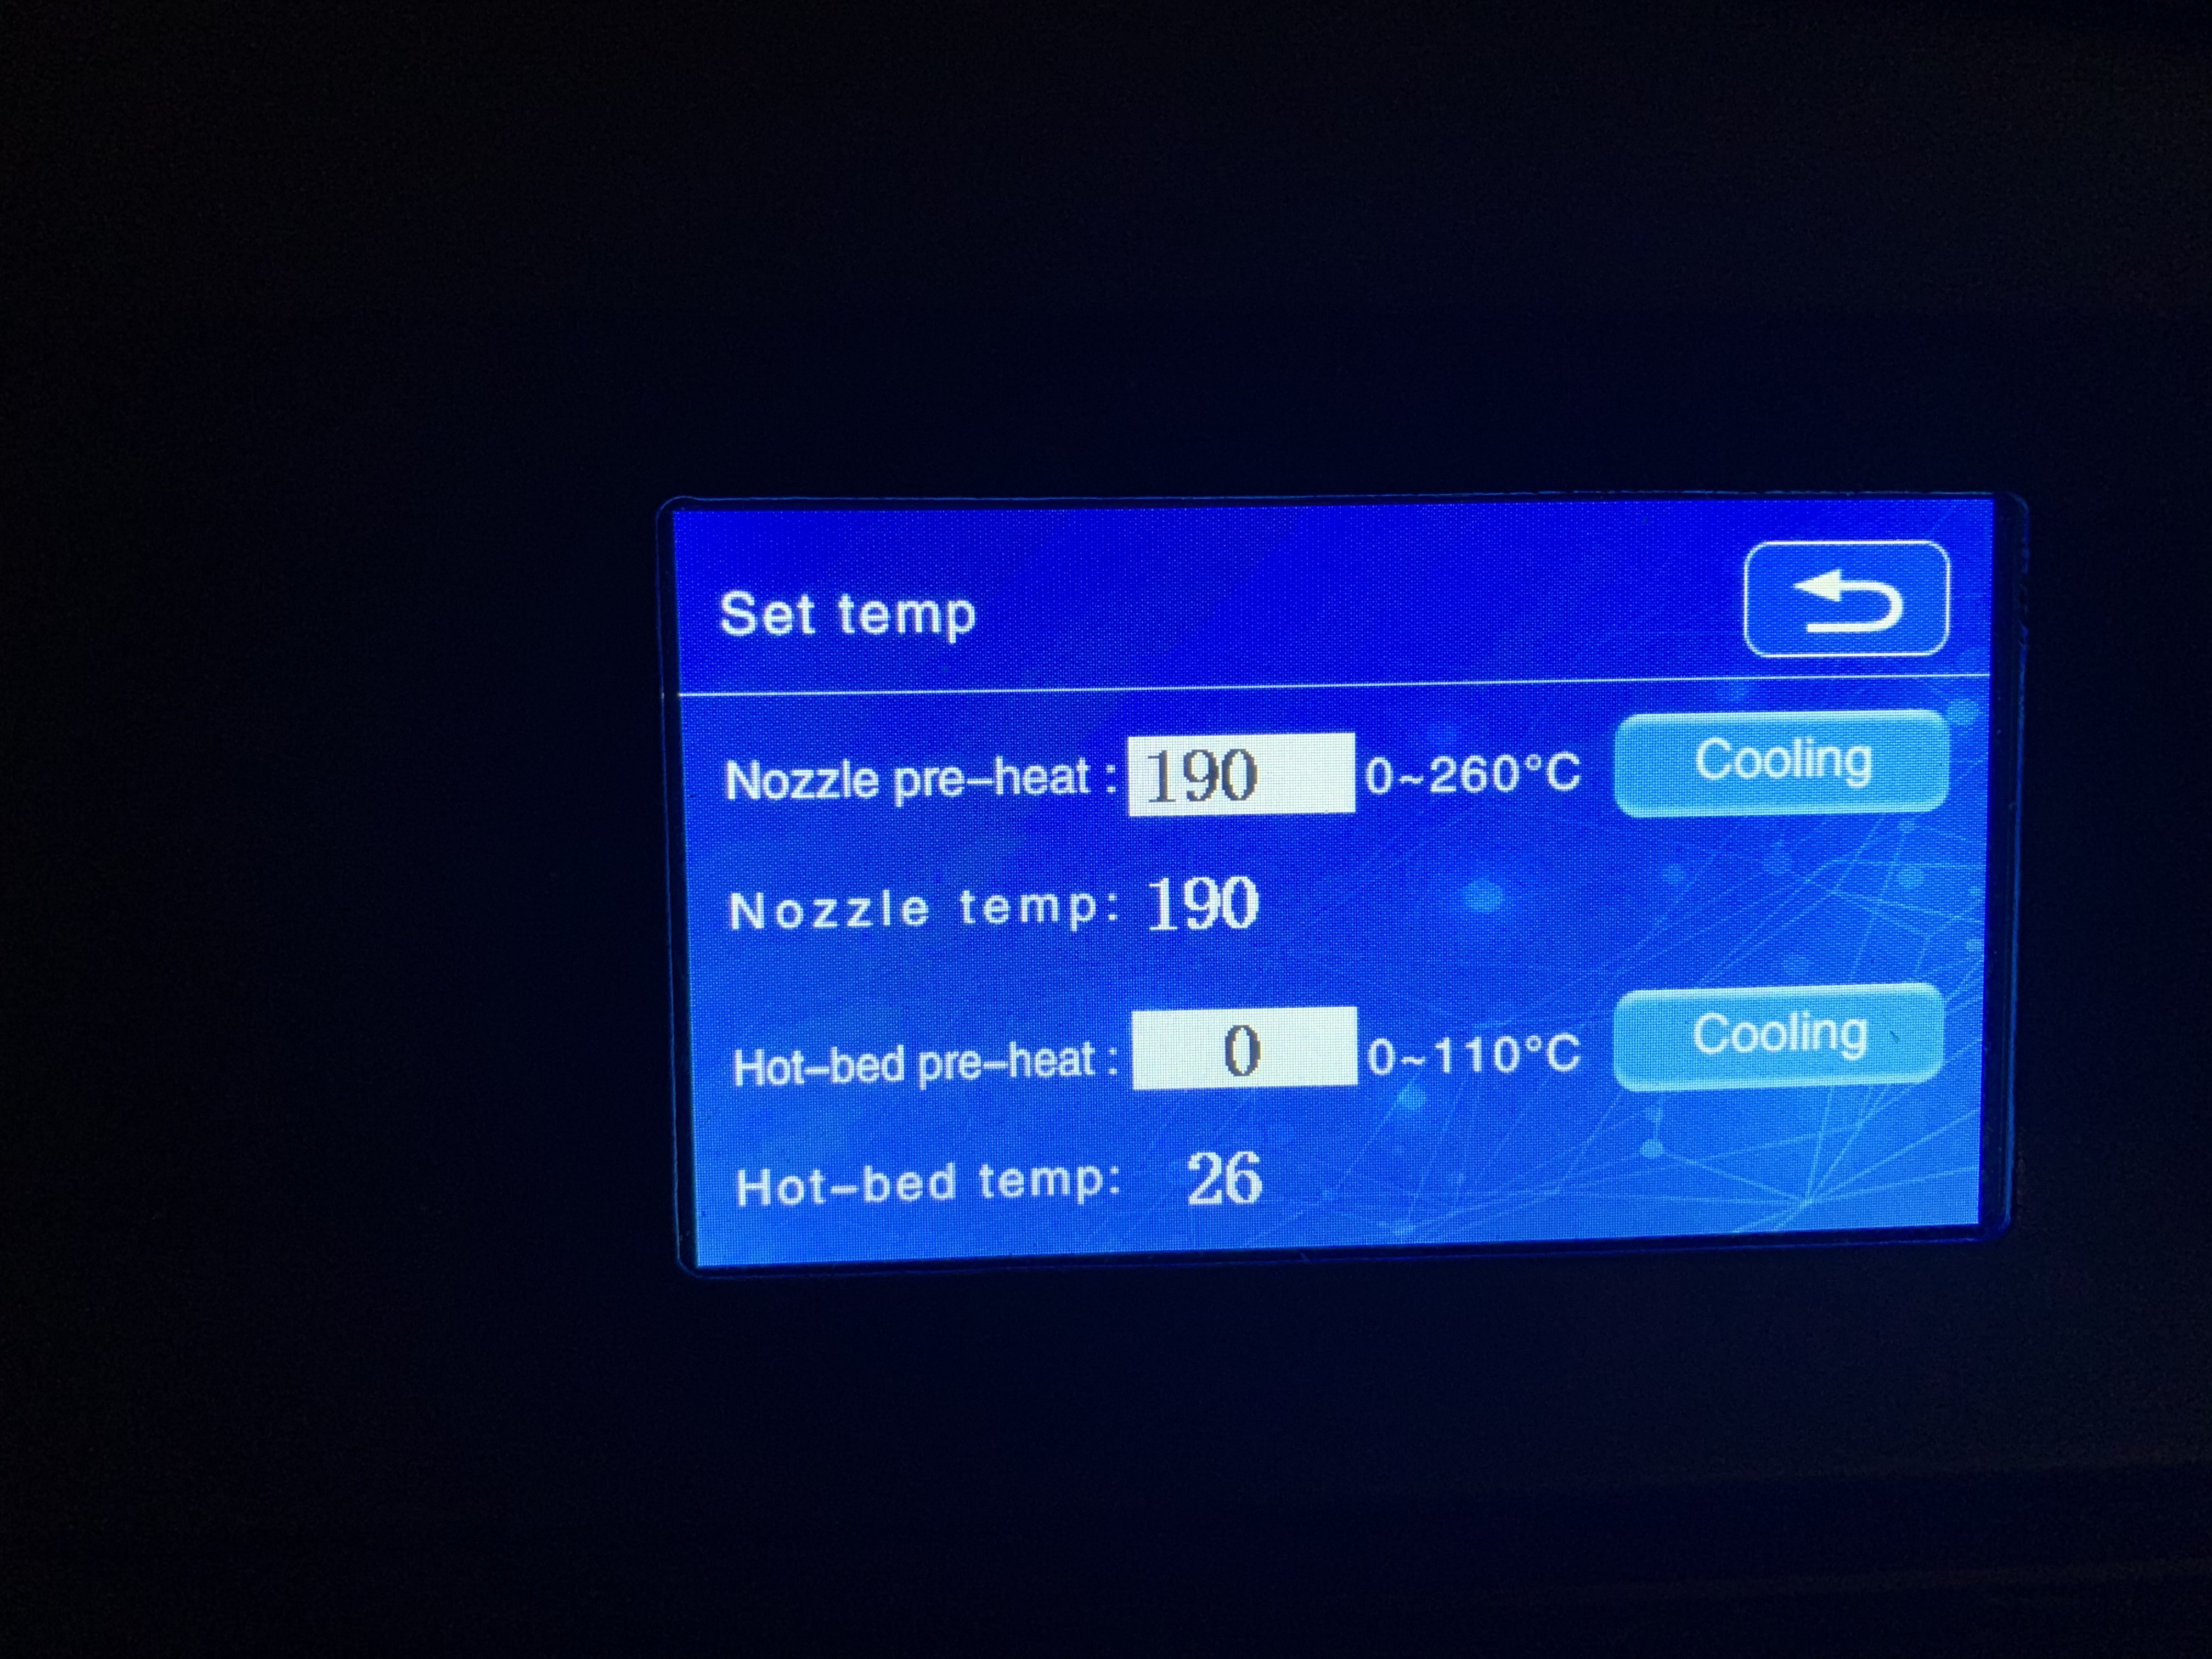 Set temp
Nozzle pre-heat : 190 0~260°C Cooling
Nozzle temp: 190
Hot-bed pre-heat : 0 0~110°C Cooling
Hot-bed temp: 26